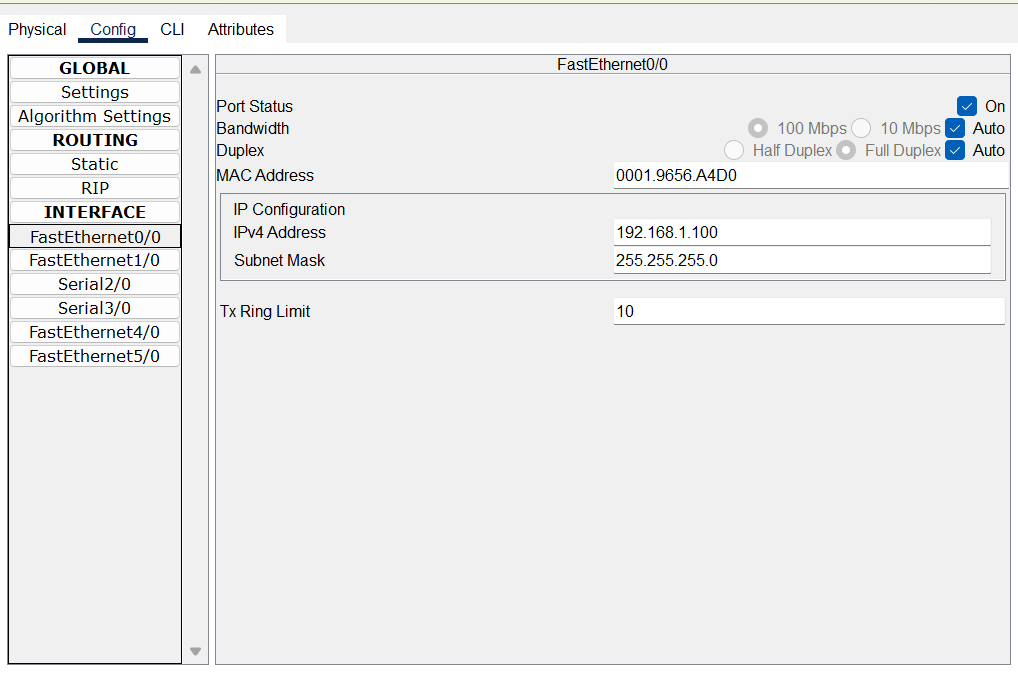 Physical Config CLI Attributes
GLOBAL
Settings
Algorithm Settings
ROUTING
Static
RIP
INTERFACE
FastEthernet0/0
FastEthernet1/0
Serial2/0
Serial3/0
FastEthernet4/0
FastEthernet5/0
FastEthernet0/0
Port Status On
Bandwidth 100 Mbps 10 Mbps Auto
Duplex Half Duplex Full Duplex Auto
MAC Address 0001.9656.A4D0
IP Configuration
IPv4 Address 192.168.1.100
Subnet Mask 255.255.255.0
Tx Ring Limit 10